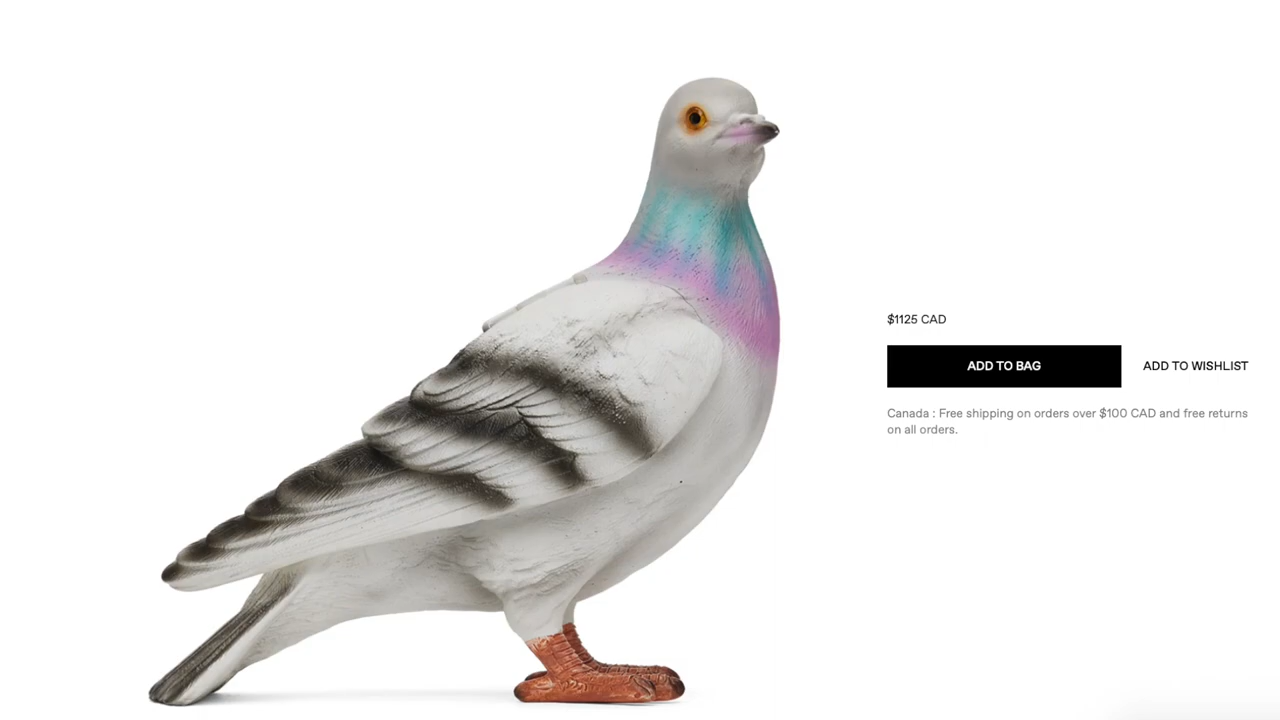 $1125 CAD
ADD TO BAG
ADD TO WISHLIST
Canada : Free shipping on orders over $100 CAD and free returns
on all orders.